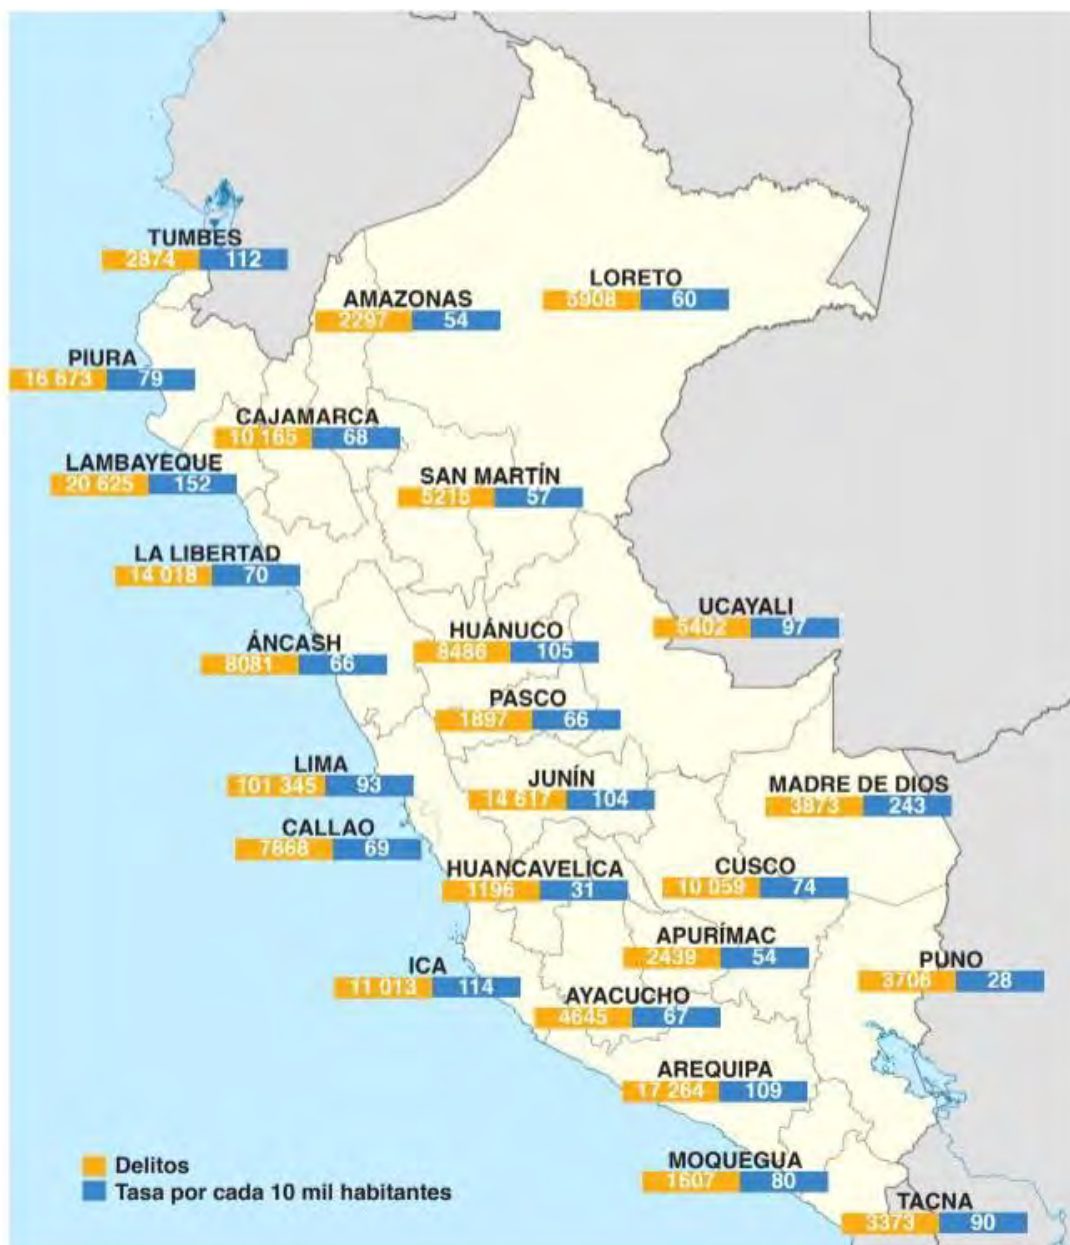 TUMBES
2874 112
LORETO
5908 60
AMAZONAS
2297 54
PIURA
16 673 79
CAJAMARCA
10 165 68
LAMBAYEQUE
20 625 152
SAN MARTÍN
5215 57
LA LIBERTAD
14 018 70
UCAYALI
5402 97
HUÁNUCO
8486 105
ÁNCASH
8081 66
PASCO
1897 66
LIMA
101 345 93
JUNÍN
14 617 104
MADRE DE DIOS
3873 243
CALLAO
7868 69
HUANCAVELICA
1196 31
CUSCO
10 059 74
APURÍMAC
2439 54
PUNO
3706 28
ICA
11 013 114
AYACUCHO
4645 67
AREQUIPA
17 264 109
MOQUEGUA
1607 80
Delitos
Tasa por cada 10 mil habitantes
TACNA
3373 90